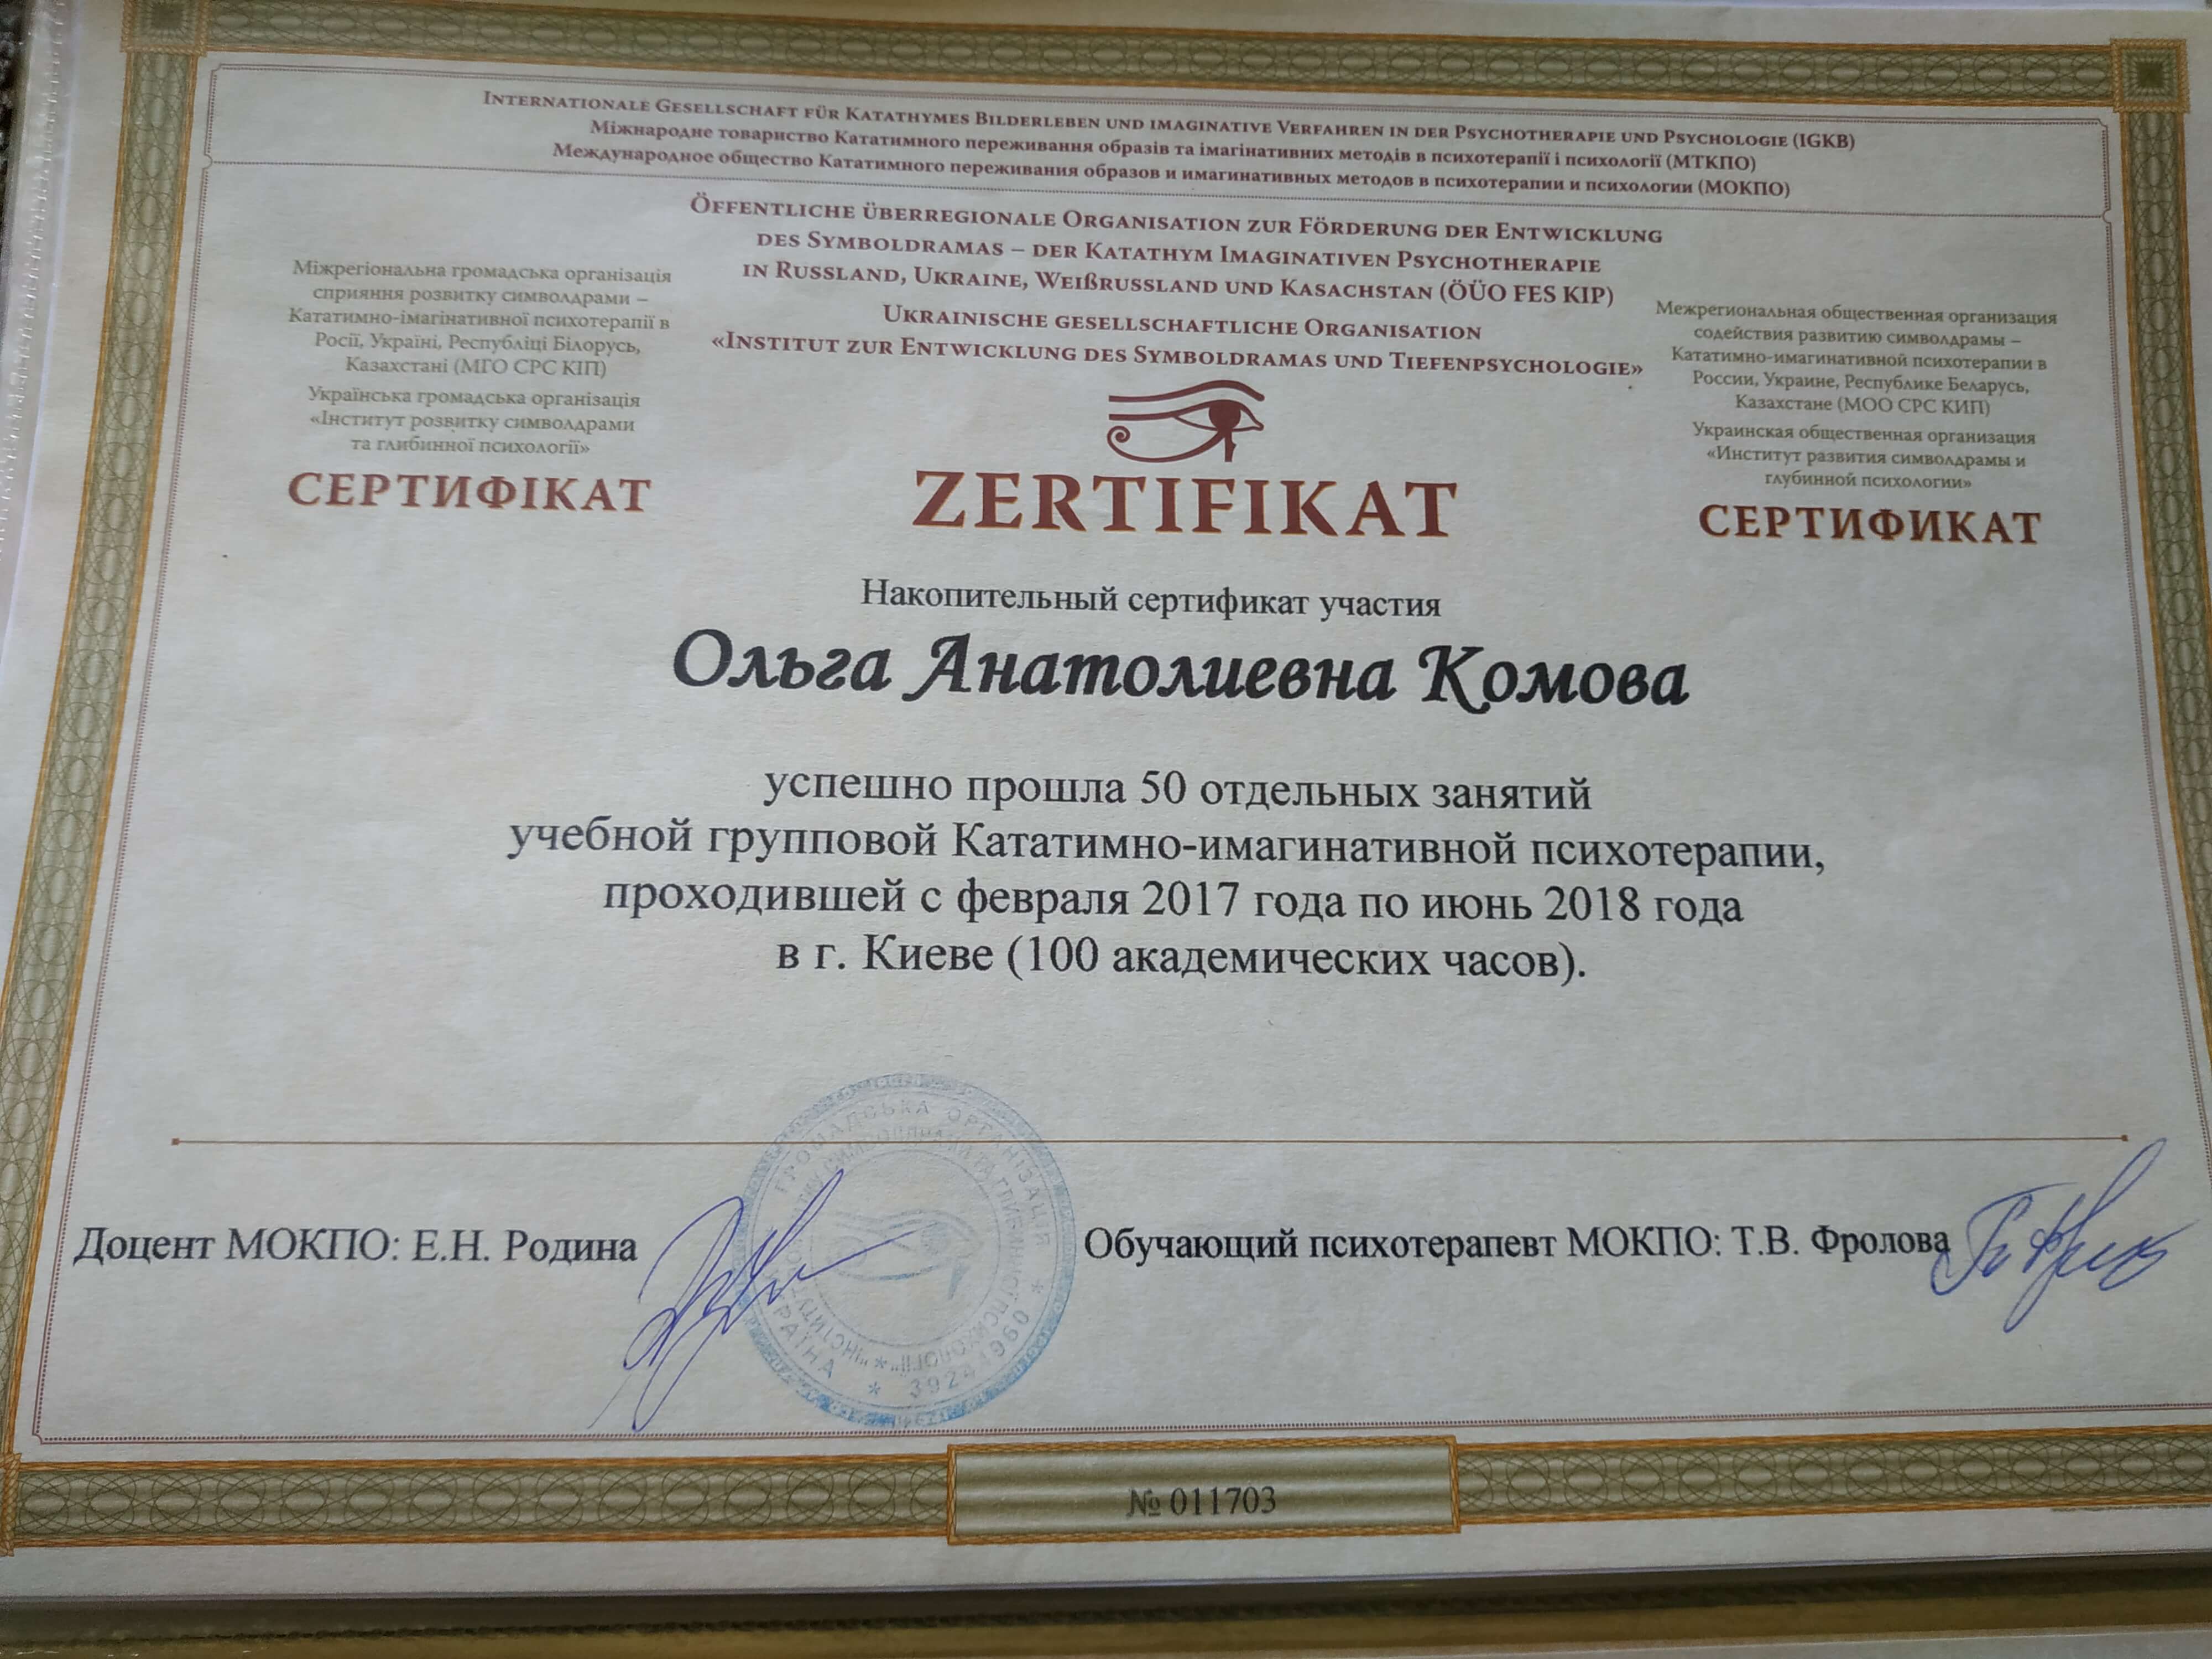 Internationale Gesellschaft für Katathymes Bilderleben und imaginative Verfahren in der Psychotherapie und Psychologie (IGKB)
Міжнародне товариство Кататимного переживання образів та імагінативних методів в психотерапії і психології (МТКПО)
Международное общество Кататимного переживания образов и имагинативных методов в психотерапии и психологии (МОКПО)
Öffentliche überregionale Organisation zur Förderung der Entwicklung
des Symboldramas – der Katathym Imaginativen Psychotherapie
in Russland, Ukraine, Weißrussland und Kasachstan (ÖÜO FES KIP)
Ukrainische gesellschaftliche Organisation
«Institut zur Entwicklung des Symboldramas und Tiefenpsychologie»
Міжрегіональна громадська організація
сприяння розвитку символдрами –
Кататимно-імагінативної психотерапії в
Росії, Україні, Республіці Білорусь,
Казахстані (МГО СРС КІП)
Українська громадська організація
«Інститут розвитку символдрами
та глибинної психології»
СЕРТИФІКАТ
ZERTIFIKAT
Межрегиональная общественная организация
содействия развитию символдрамы –
Кататимно-имагинативной психотерапии в
России, Украине, Республике Беларусь,
Казахстане (МОО СРС КИП)
Украинская общественная организация
«Институт развития символдрамы и
глубинной психологии»
СЕРТИФИКАТ
Накопительный сертификат участия
Ольга Анатолиевна Комова
успешно прошла 50 отдельных занятий
учебной групповой Кататимно-имагинативной психотерапии,
проходившей с февраля 2017 года по июнь 2018 года
в г. Киеве (100 академических часов).
Доцент МОКПО: Е.Н. Родина
Обучающий психотерапевт МОКПО: Т.В. Фролова
ГРОМАДСЬКА ОРГАНІЗАЦІЯ
СИМВОЛДРАМИ ТА ГЛИБИННОЇ ПСИХОЛОГІЇ"
УКРАЇНА * 39241960
№ 011703